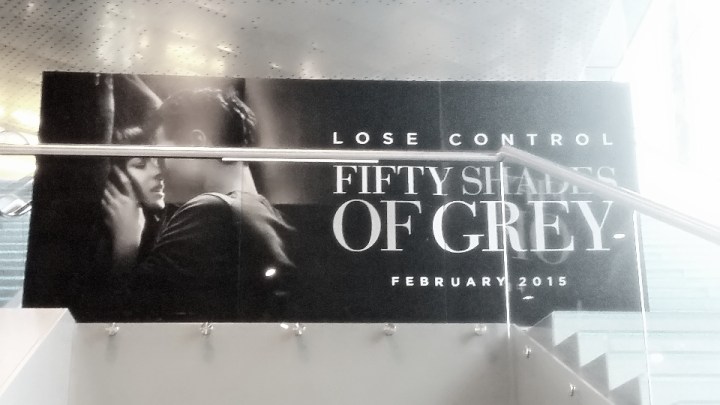 LOSE CONTROL
FIFTY SHADES
OF GREY
FEBRUARY 2015